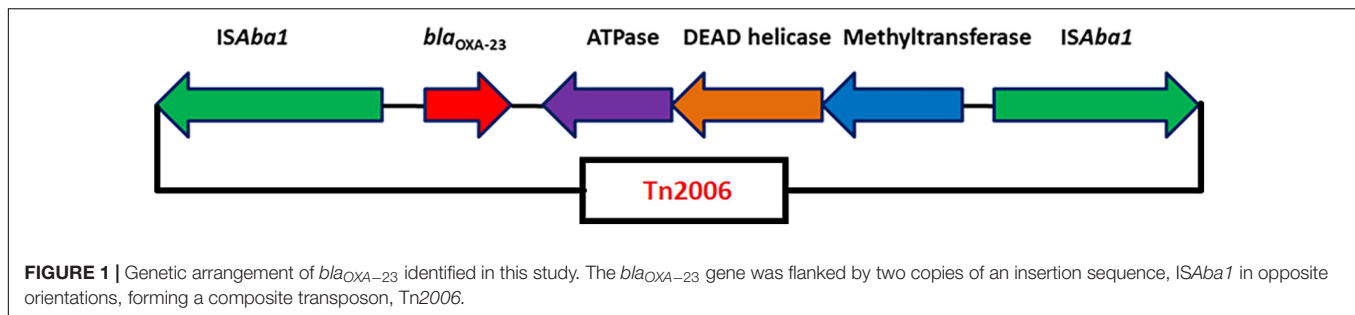 ISAba1 blaOXA-23 ATPase DEAD helicase Methyltransferase ISAba1
Tn2006
FIGURE 1 | Genetic arrangement of blaOXA−23 identified in this study. The blaOXA−23 gene was flanked by two copies of an insertion sequence, ISAba1 in opposite
orientations, forming a composite transposon, Tn2006.